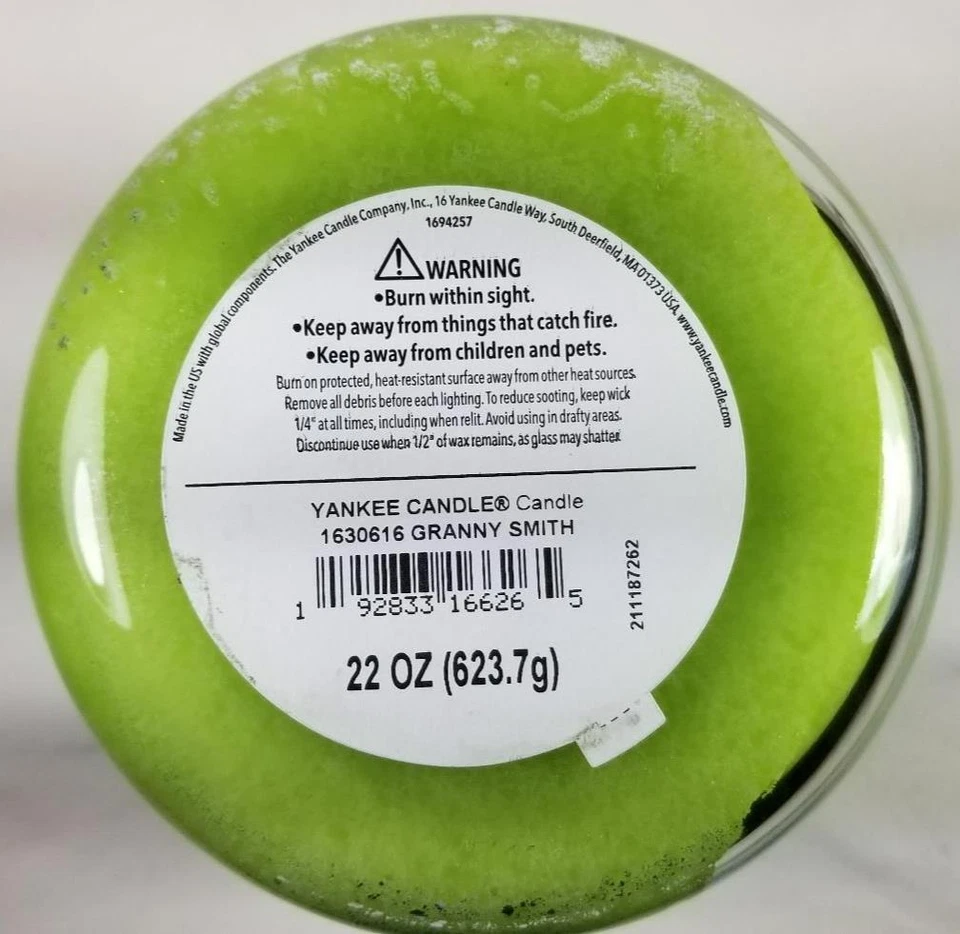 Made in the US with global components. The Yankee Candle Company, Inc., 16 Yankee Candle Way, South Deerfield, MA 01373 USA. www.yankeecandle.com
1694257
WARNING
•Burn within sight.
•Keep away from things that catch fire.
•Keep away from children and pets.
Burn on protected, heat-resistant surface away from other heat sources.
Remove all debris before each lighting. To reduce sooting, keep wick
1/4" at all times, including when relit. Avoid using in drafty areas.
Discontinue use when 1/2" of wax remains, as glass may shatter.
YANKEE CANDLE® Candle
1630616 GRANNY SMITH
1 92833 16626 5
211187262
22 OZ (623.7g)